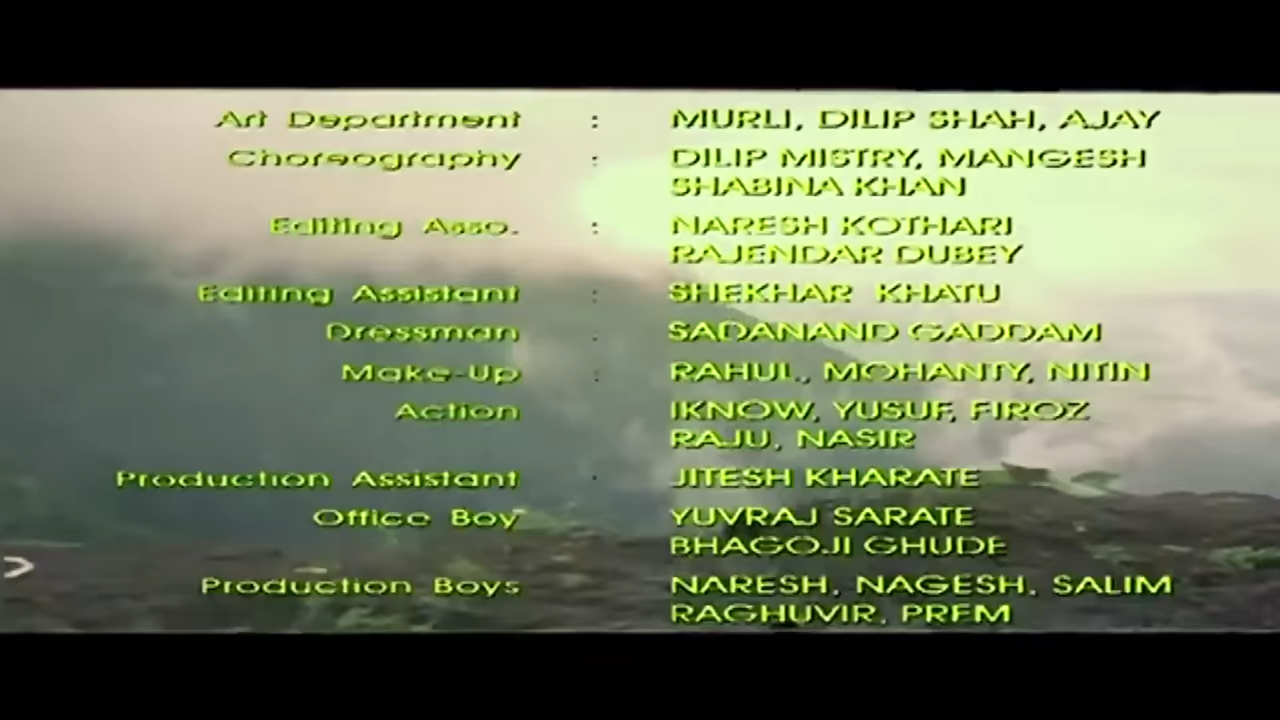 Art Department : MURLI, DILIP SHAH, AJAY
Choreography : DILIP MISTRY, MANGESH
SHABINA KHAN
Editing Asso. : NARESH KOTHARI
RAJENDAR DUBEY
Editing Assistant : SHEKHAR KHATU
Dressman : SADANAND GADDAM
Make-Up : RAHUL, MOHANTY, NITIN
Action IKNOW, YUSUF, FIROZ
RAJU, NASIR
Production Assistant : JITESH KHARATE
Office Boy YUVRAJ SARATE
BHAGOJI GHUDE
Production Boys NARESH, NAGESH, SALIM
RAGHUVIR, PREM